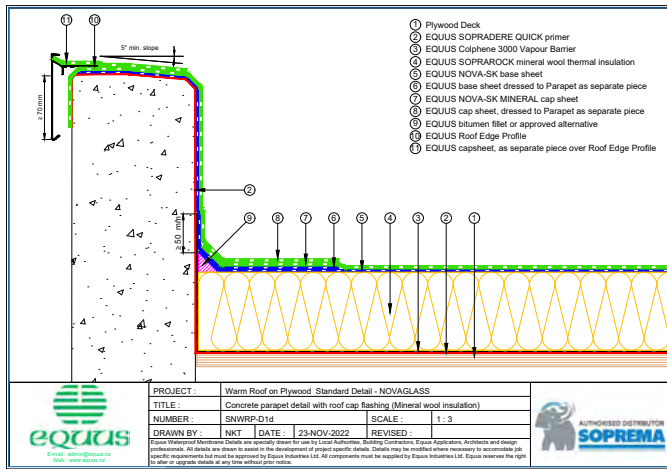 11 10
5° min. slope
≥ 70 mm
≥ 50 mm
2
9 8 7 6 5 4 3 2 1
1 Plywood Deck
2 EQUUS SOPRADERE QUICK primer
3 EQUUS Colphene 3000 Vapour Barrier
4 EQUUS SOPRAROCK mineral wool thermal insulation
5 EQUUS NOVA-SK base sheet
6 EQUUS base sheet dressed to Parapet as separate piece
7 EQUUS NOVA-SK MINERAL cap sheet
8 EQUUS cap sheet, dressed to Parapet as separate piece
9 EQUUS bitumen fillet or approved alternative
10 EQUUS Roof Edge Profile
11 EQUUS capsheet, as separate piece over Roof Edge Profile
equus
E-mail : admin@equus.nz
Web : www.equus.nz
PROJECT : Warm Roof on Plywood Standard Detail - NOVAGLASS
TITLE : Concrete parapet detail with roof cap flashing (Mineral wool insulation)
NUMBER : SNWRP-D1d SCALE : 1 : 3
DRAWN BY : NKT DATE : 23-NOV-2022 REVISED :
Equus Waterproof Membrane Details are specially drawn for use by Local Authorities, Building Contractors, Equus Applicators, Architects and design
professionals. All details are drawn to assist in the development of project specific details. Details may be modified where necessary to accomodate job
specific requirements but must be approved by Equus Industries Ltd. All components must be supplied by Equus Industries Ltd. Equus reserves the right
to alter or upgrade details at any time without prior notice.
AUTHORISED DISTRIBUTOR
SOPREMA